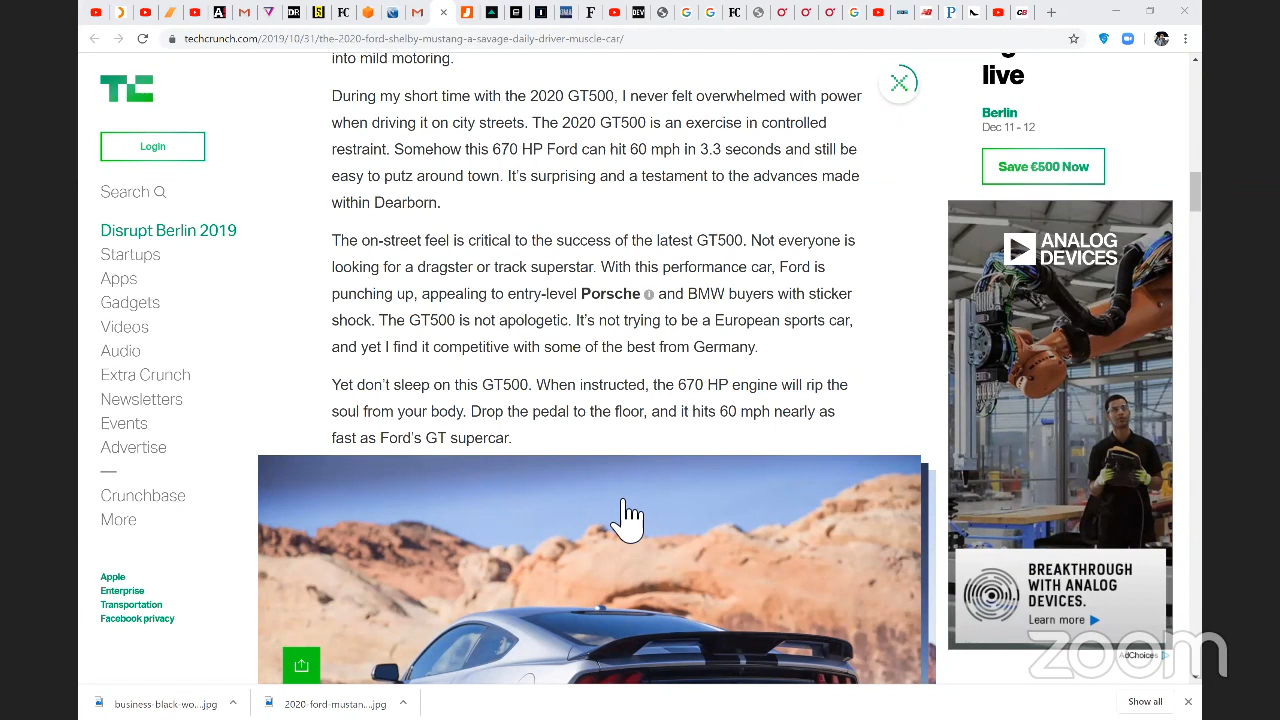 techcrunch.com/2019/10/31/the-2020-ford-shelby-mustang-a-savage-daily-driver-muscle-car/
TC
Login
Search
Disrupt Berlin 2019
Startups
Apps
Gadgets
Videos
Audio
Extra Crunch
Newsletters
Events
Advertise
—
Crunchbase
More
Apple
Enterprise
Transportation
Facebook privacy
into mild motoring.
During my short time with the 2020 GT500, I never felt overwhelmed with power
when driving it on city streets. The 2020 GT500 is an exercise in controlled
restraint. Somehow this 670 HP Ford can hit 60 mph in 3.3 seconds and still be
easy to putz around town. It's surprising and a testament to the advances made
within Dearborn.
The on-street feel is critical to the success of the latest GT500. Not everyone is
looking for a dragster or track superstar. With this performance car, Ford is
punching up, appealing to entry-level Porsche and BMW buyers with sticker
shock. The GT500 is not apologetic. It's not trying to be a European sports car,
and yet I find it competitive with some of the best from Germany.
Yet don't sleep on this GT500. When instructed, the 670 HP engine will rip the
soul from your body. Drop the pedal to the floor, and it hits 60 mph nearly as
fast as Ford's GT supercar.
live
Berlin
Dec 11 - 12
Save €500 Now
ANALOG
DEVICES
BREAKTHROUGH
WITH ANALOG
DEVICES.
Learn more
zoom
AdChoices
business-black-wo....jpg
2020-ford-mustan....jpg
Show all